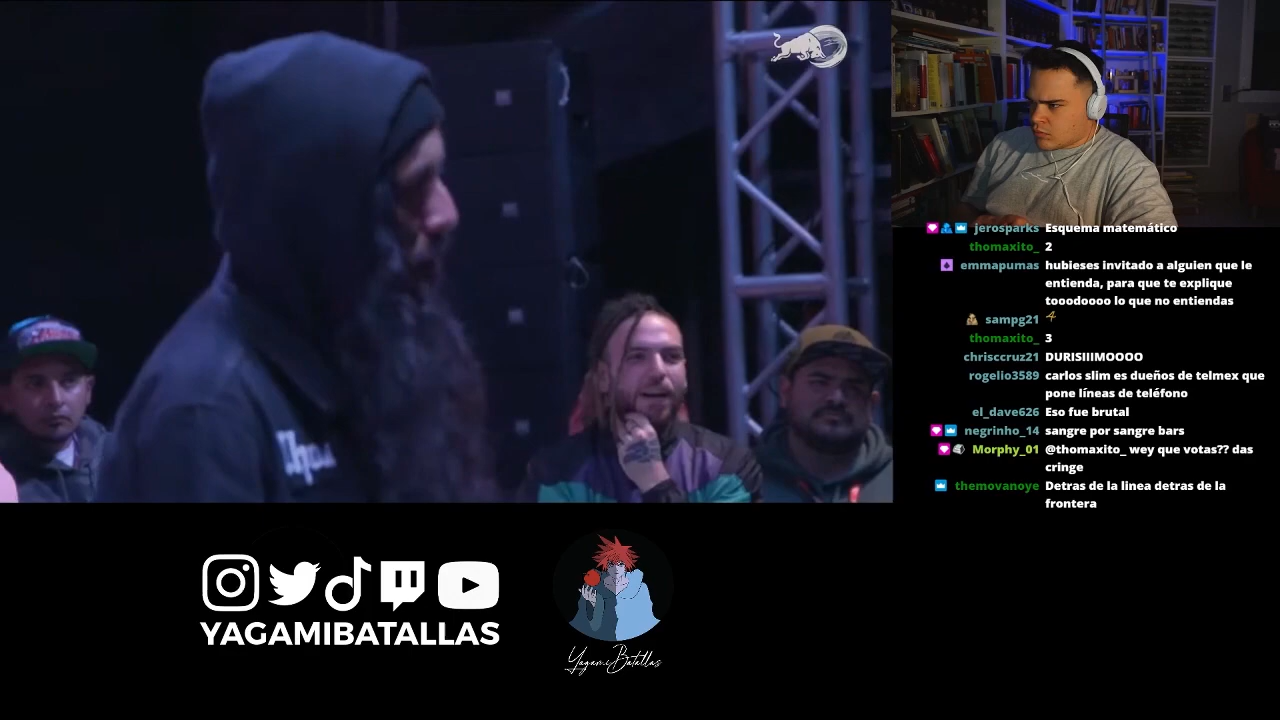 jerosparks Esquema matemático
thomaxito_ 2
emmapumas hubieses invitado a alguien que le
entienda, para que te explique
tooodoooo lo que no entiendas
sampg21
thomaxito_ 3
chrisccruz21 DURISIIIMOOOO
rogelio3589 carlos slim es dueños de telmex que
pone líneas de teléfono
el_dave626 Eso fue brutal
negrinho_14 sangre por sangre bars
Morphy_01 @thomaxito_ wey que votas?? das
cringe
themovanoye Detras de la linea detras de la
frontera
YAGAMIBATALLAS
YagamiBatallas